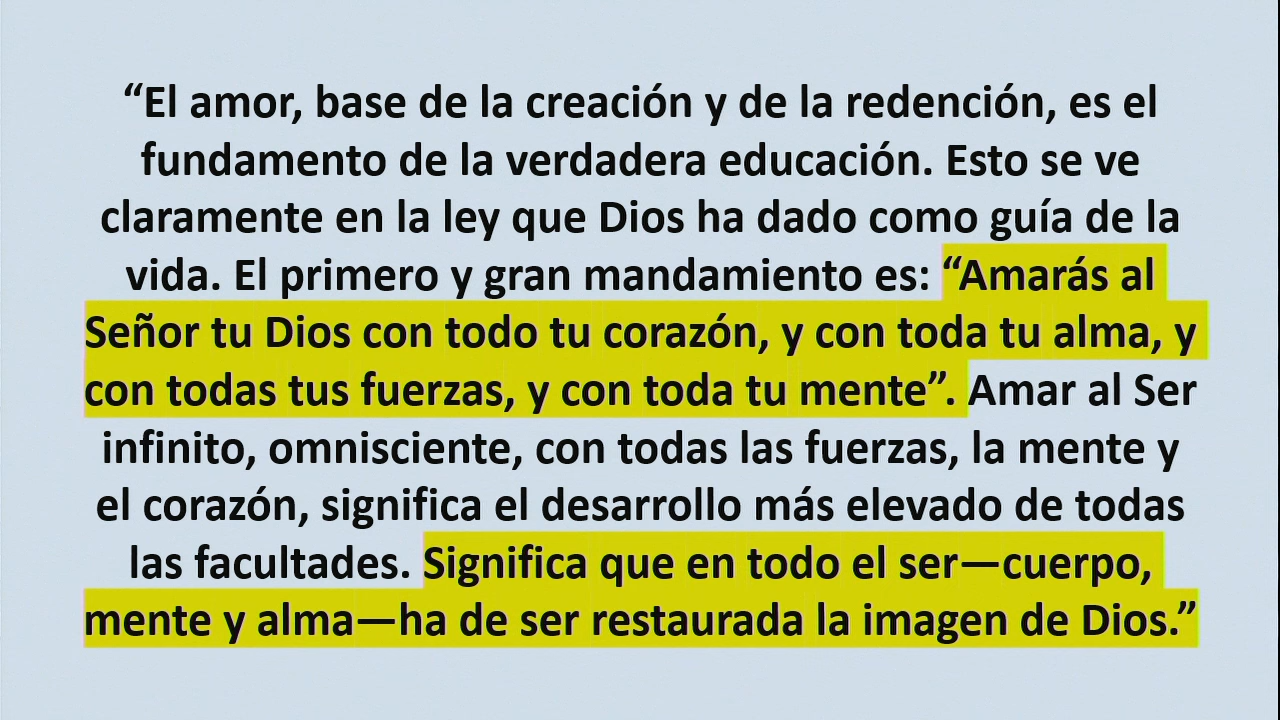 “El amor, base de la creación y de la redención, es el
fundamento de la verdadera educación. Esto se ve
claramente en la ley que Dios ha dado como guía de la
vida. El primero y gran mandamiento es: “Amarás al
Señor tu Dios con todo tu corazón, y con toda tu alma, y
con todas tus fuerzas, y con toda tu mente”. Amar al Ser
infinito, omnisciente, con todas las fuerzas, la mente y
el corazón, significa el desarrollo más elevado de todas
las facultades. Significa que en todo el ser—cuerpo,
mente y alma—ha de ser restaurada la imagen de Dios.”